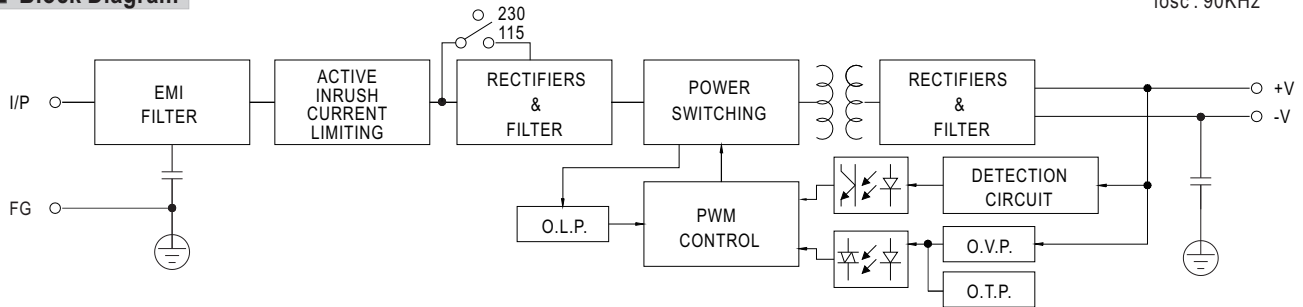 Block Diagram
fosc : 90KHz
230
115
I/P
EMI
FILTER
ACTIVE
INRUSH
CURRENT
LIMITING
RECTIFIERS
&
FILTER
POWER
SWITCHING
RECTIFIERS
&
FILTER
+V
-V
FG
O.L.P.
PWM
CONTROL
DETECTION
CIRCUIT
O.V.P.
O.T.P.